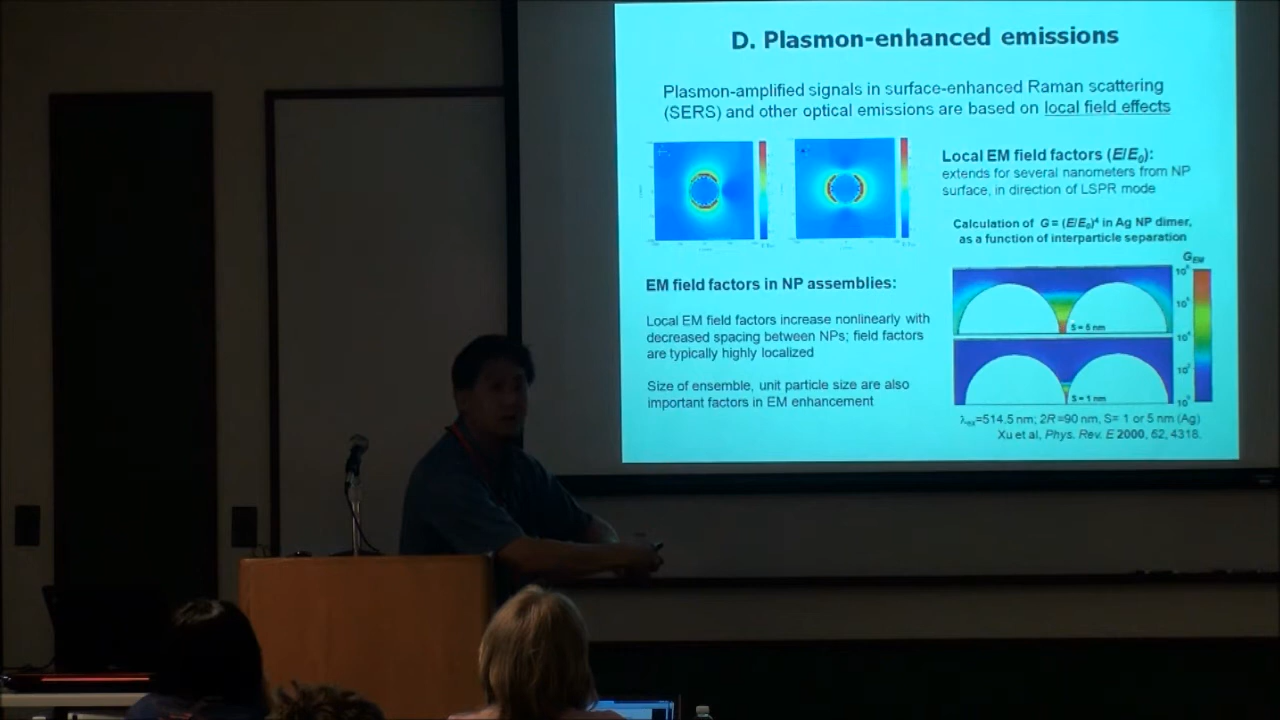 D. Plasmon-enhanced emissions
Plasmon-amplified signals in surface-enhanced Raman scattering
(SERS) and other optical emissions are based on local field effects
Local EM field factors (E/E₀):
extends for several nanometers from NP
surface, in direction of LSPR mode
Calculation of G = (E/E₀)⁴ in Ag NP dimer,
as a function of interparticle separation
EM field factors in NP assemblies:
Local EM field factors increase nonlinearly with
decreased spacing between NPs; field factors
are typically highly localized
Size of ensemble, unit particle size are also
important factors in EM enhancement
G_EM
S = 5 nm
S = 1 nm
λₑₓ=514.5 nm; 2R=90 nm, S= 1 or 5 nm (Ag)
Xu et al, Phys. Rev. E 2000, 62, 4318.